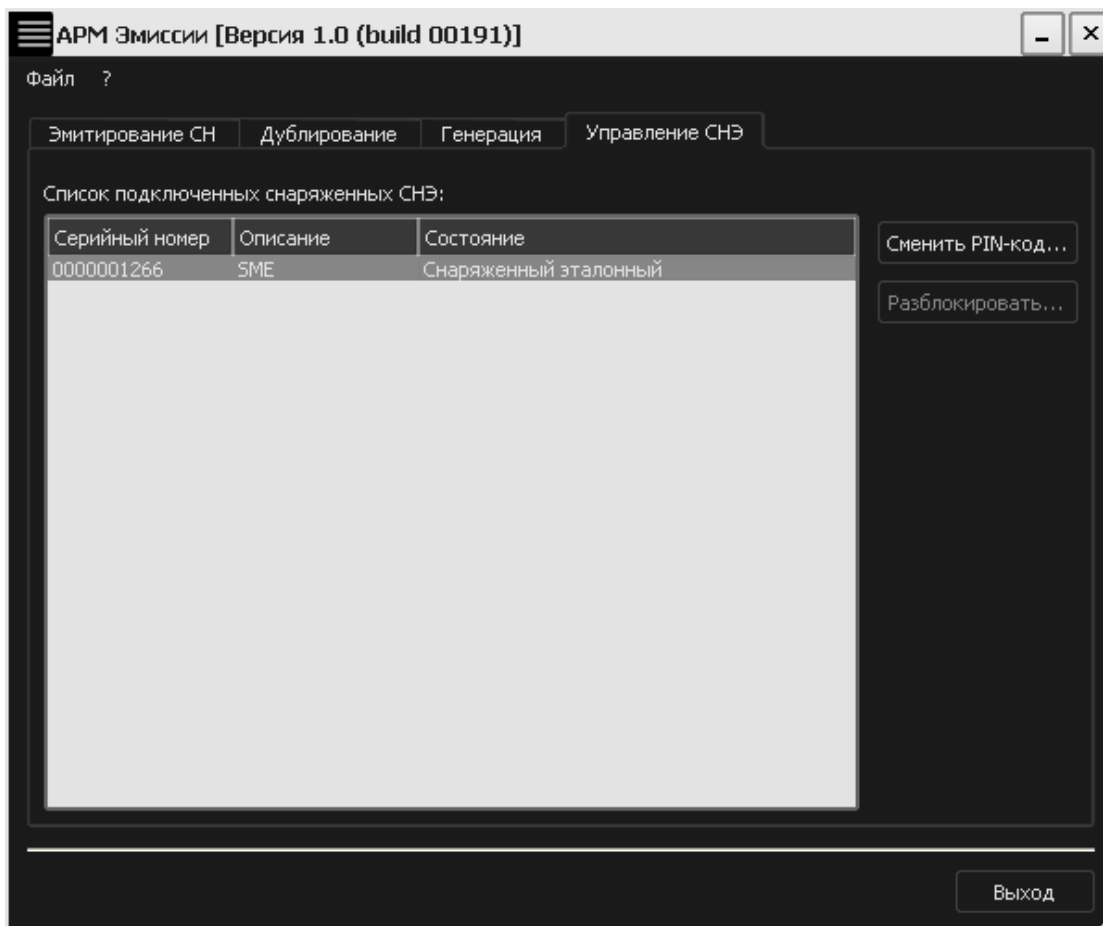 АРМ Эмиссии [Версия 1.0 (build 00191)]
Файл ?
Эмитирование СН Дублирование Генерация Управление СНЭ
Список подключенных снаряженных СНЭ:
Серийный номер Описание Состояние
0000001266 SME Снаряженный эталонный
Сменить PIN-код...
Разблокировать...
Выход